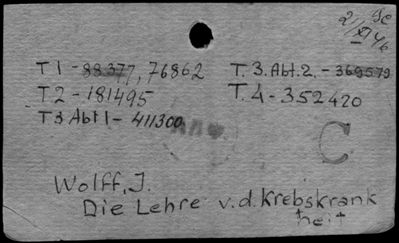 T1 - 88377, 76862
T2 - 181495
T3 Abt 1 - 411300
T. 3. Abt. 2. - 369579
T. 4 - 352420
C
Wolff, J.
Die Lehre v. d. Krebskrank
heit